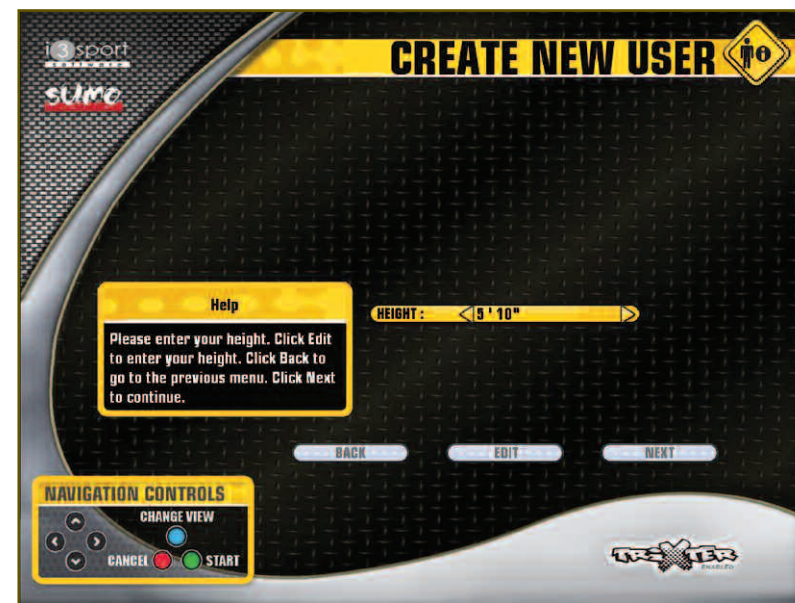 i3sport
software
sumo
CREATE NEW USER
Help
Please enter your height. Click Edit
to enter your height. Click Back to
go to the previous menu. Click Next
to continue.
HEIGHT : 5 ' 10"
BACK EDIT NEXT
NAVIGATION CONTROLS
CHANGE VIEW
CANCEL START
TRIXTER
ENABLED